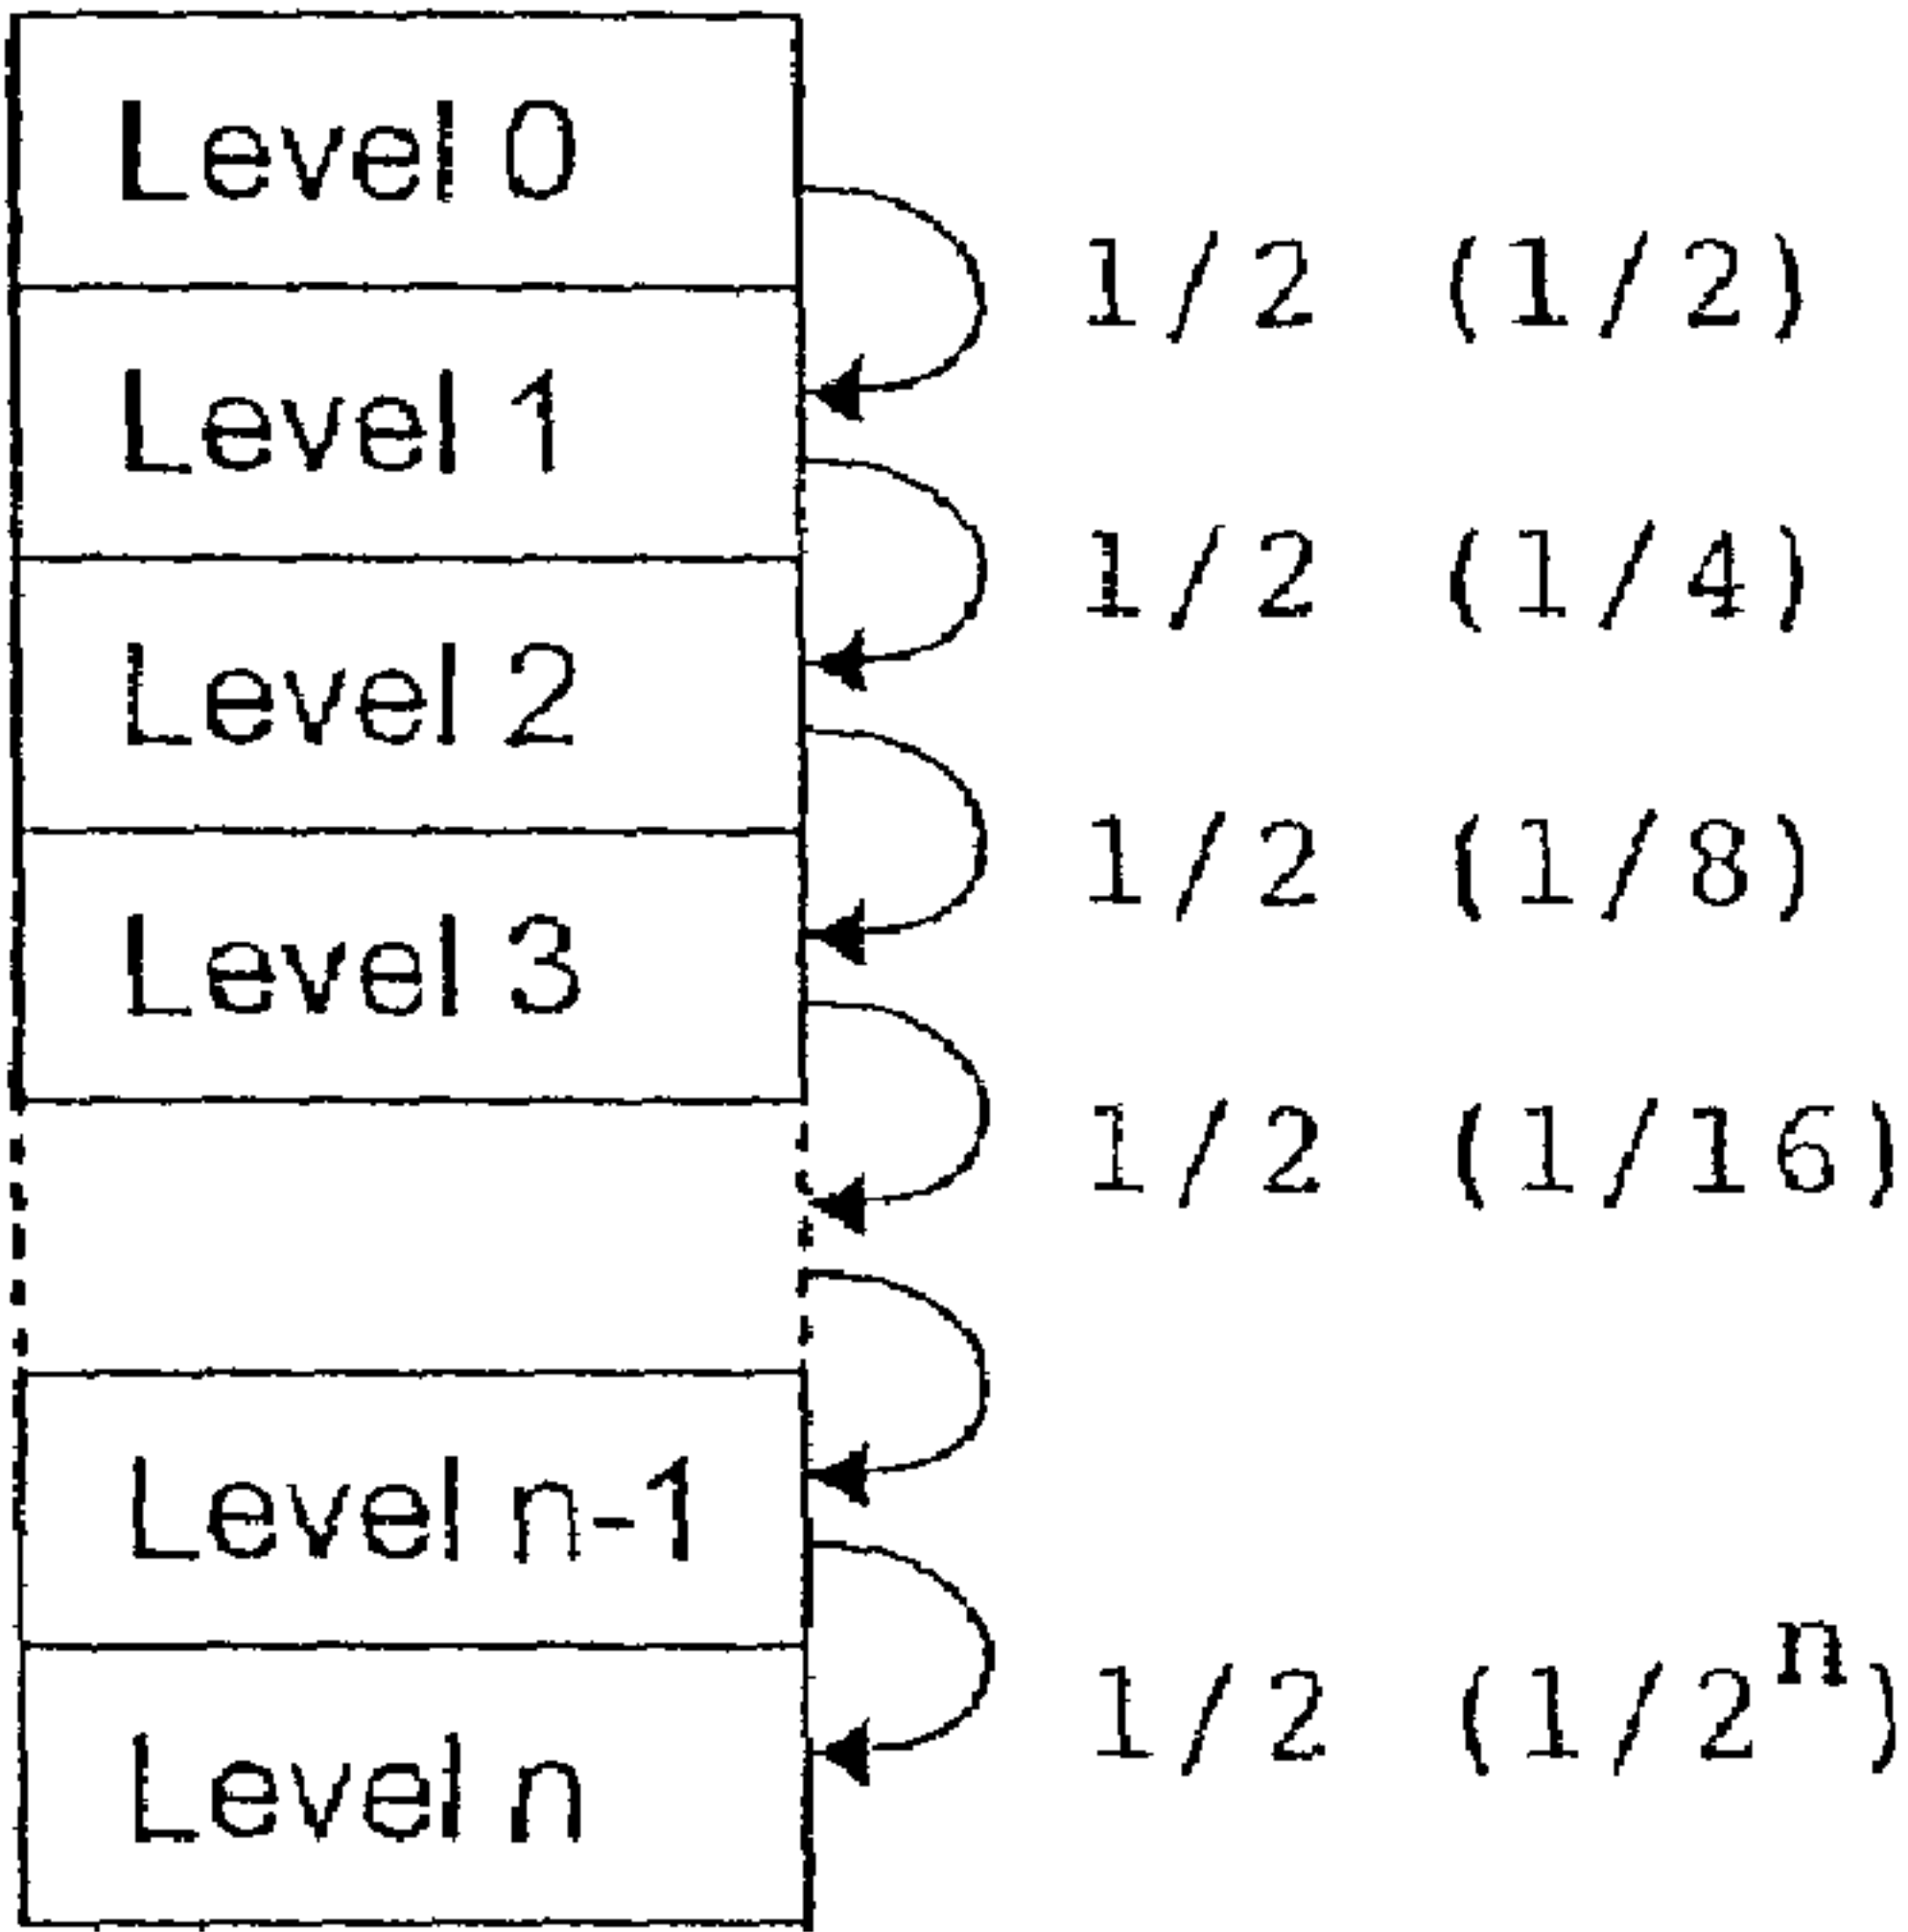 Level 0
1/2 (1/2)
Level 1
1/2 (1/4)
Level 2
1/2 (1/8)
Level 3
1/2 (1/16)
Level n-1
1/2 (1/2ⁿ)
Level n